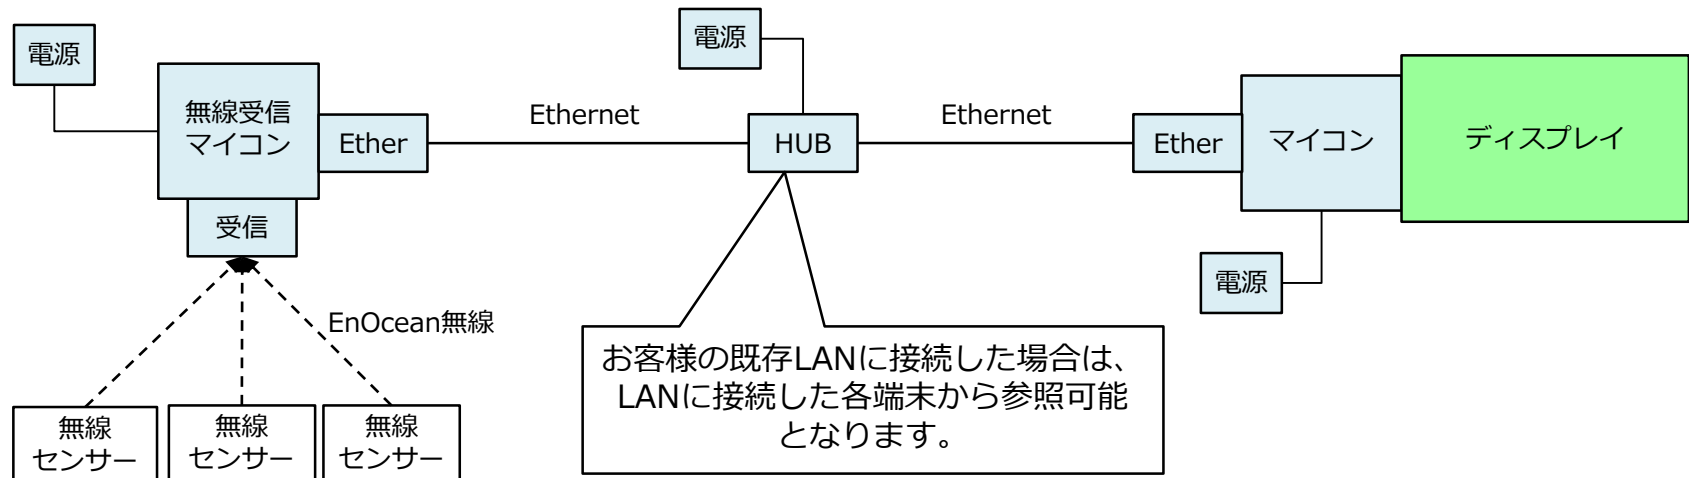 電源
電源
無線受信
マイコン
Ether
Ethernet
HUB
Ethernet
Ether
マイコン
ディスプレイ
受信
電源
EnOcean無線
お客様の既存LANに接続した場合は、
LANに接続した各端末から参照可能
となります。
無線
センサー
無線
センサー
無線
センサー